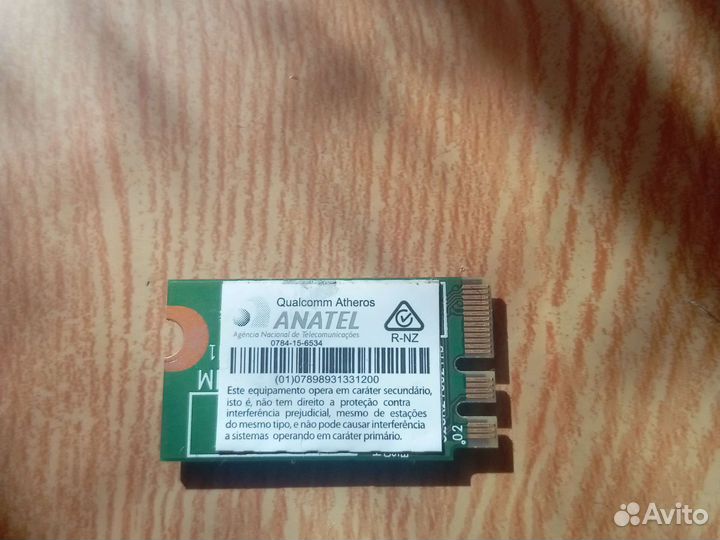 Qualcomm Atheros
ANATEL
Agência Nacional de Telecomunicações
0784-15-6534
R-NZ
(01)07898931331200
Este equipamento opera em caráter secundário,
isto é, não tem direito a proteção contra
interferência prejudicial, mesmo de estações
do mesmo tipo, e não pode causar interferência
a sistemas operando em caráter primário.
.02
Avito